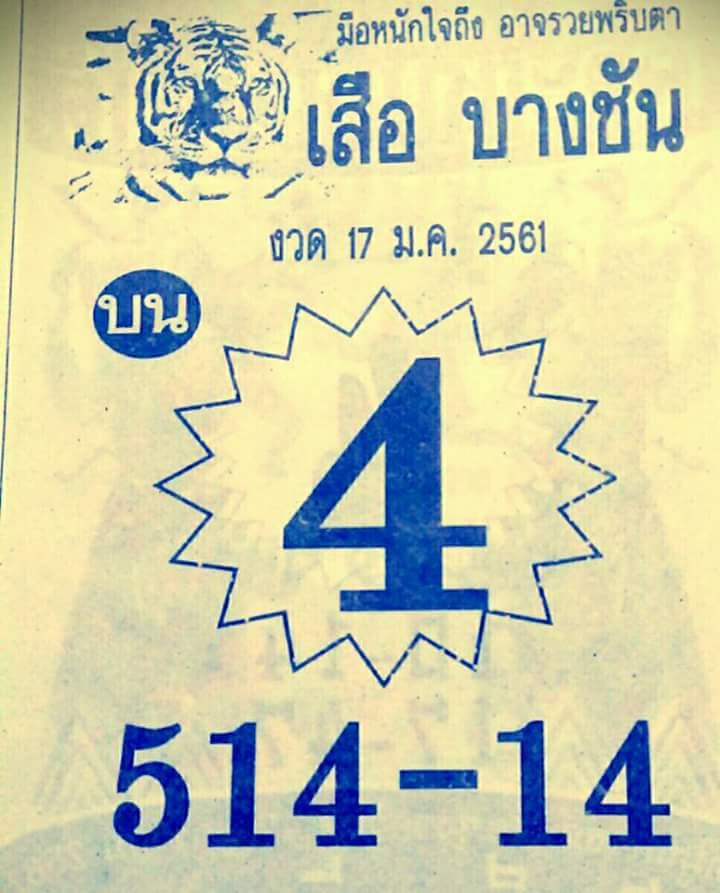 มือหนักใจถึง อาจรวยพริบตา
เสือ บางชัน
งวด 17 ม.ค. 2561
บน
4
514-14